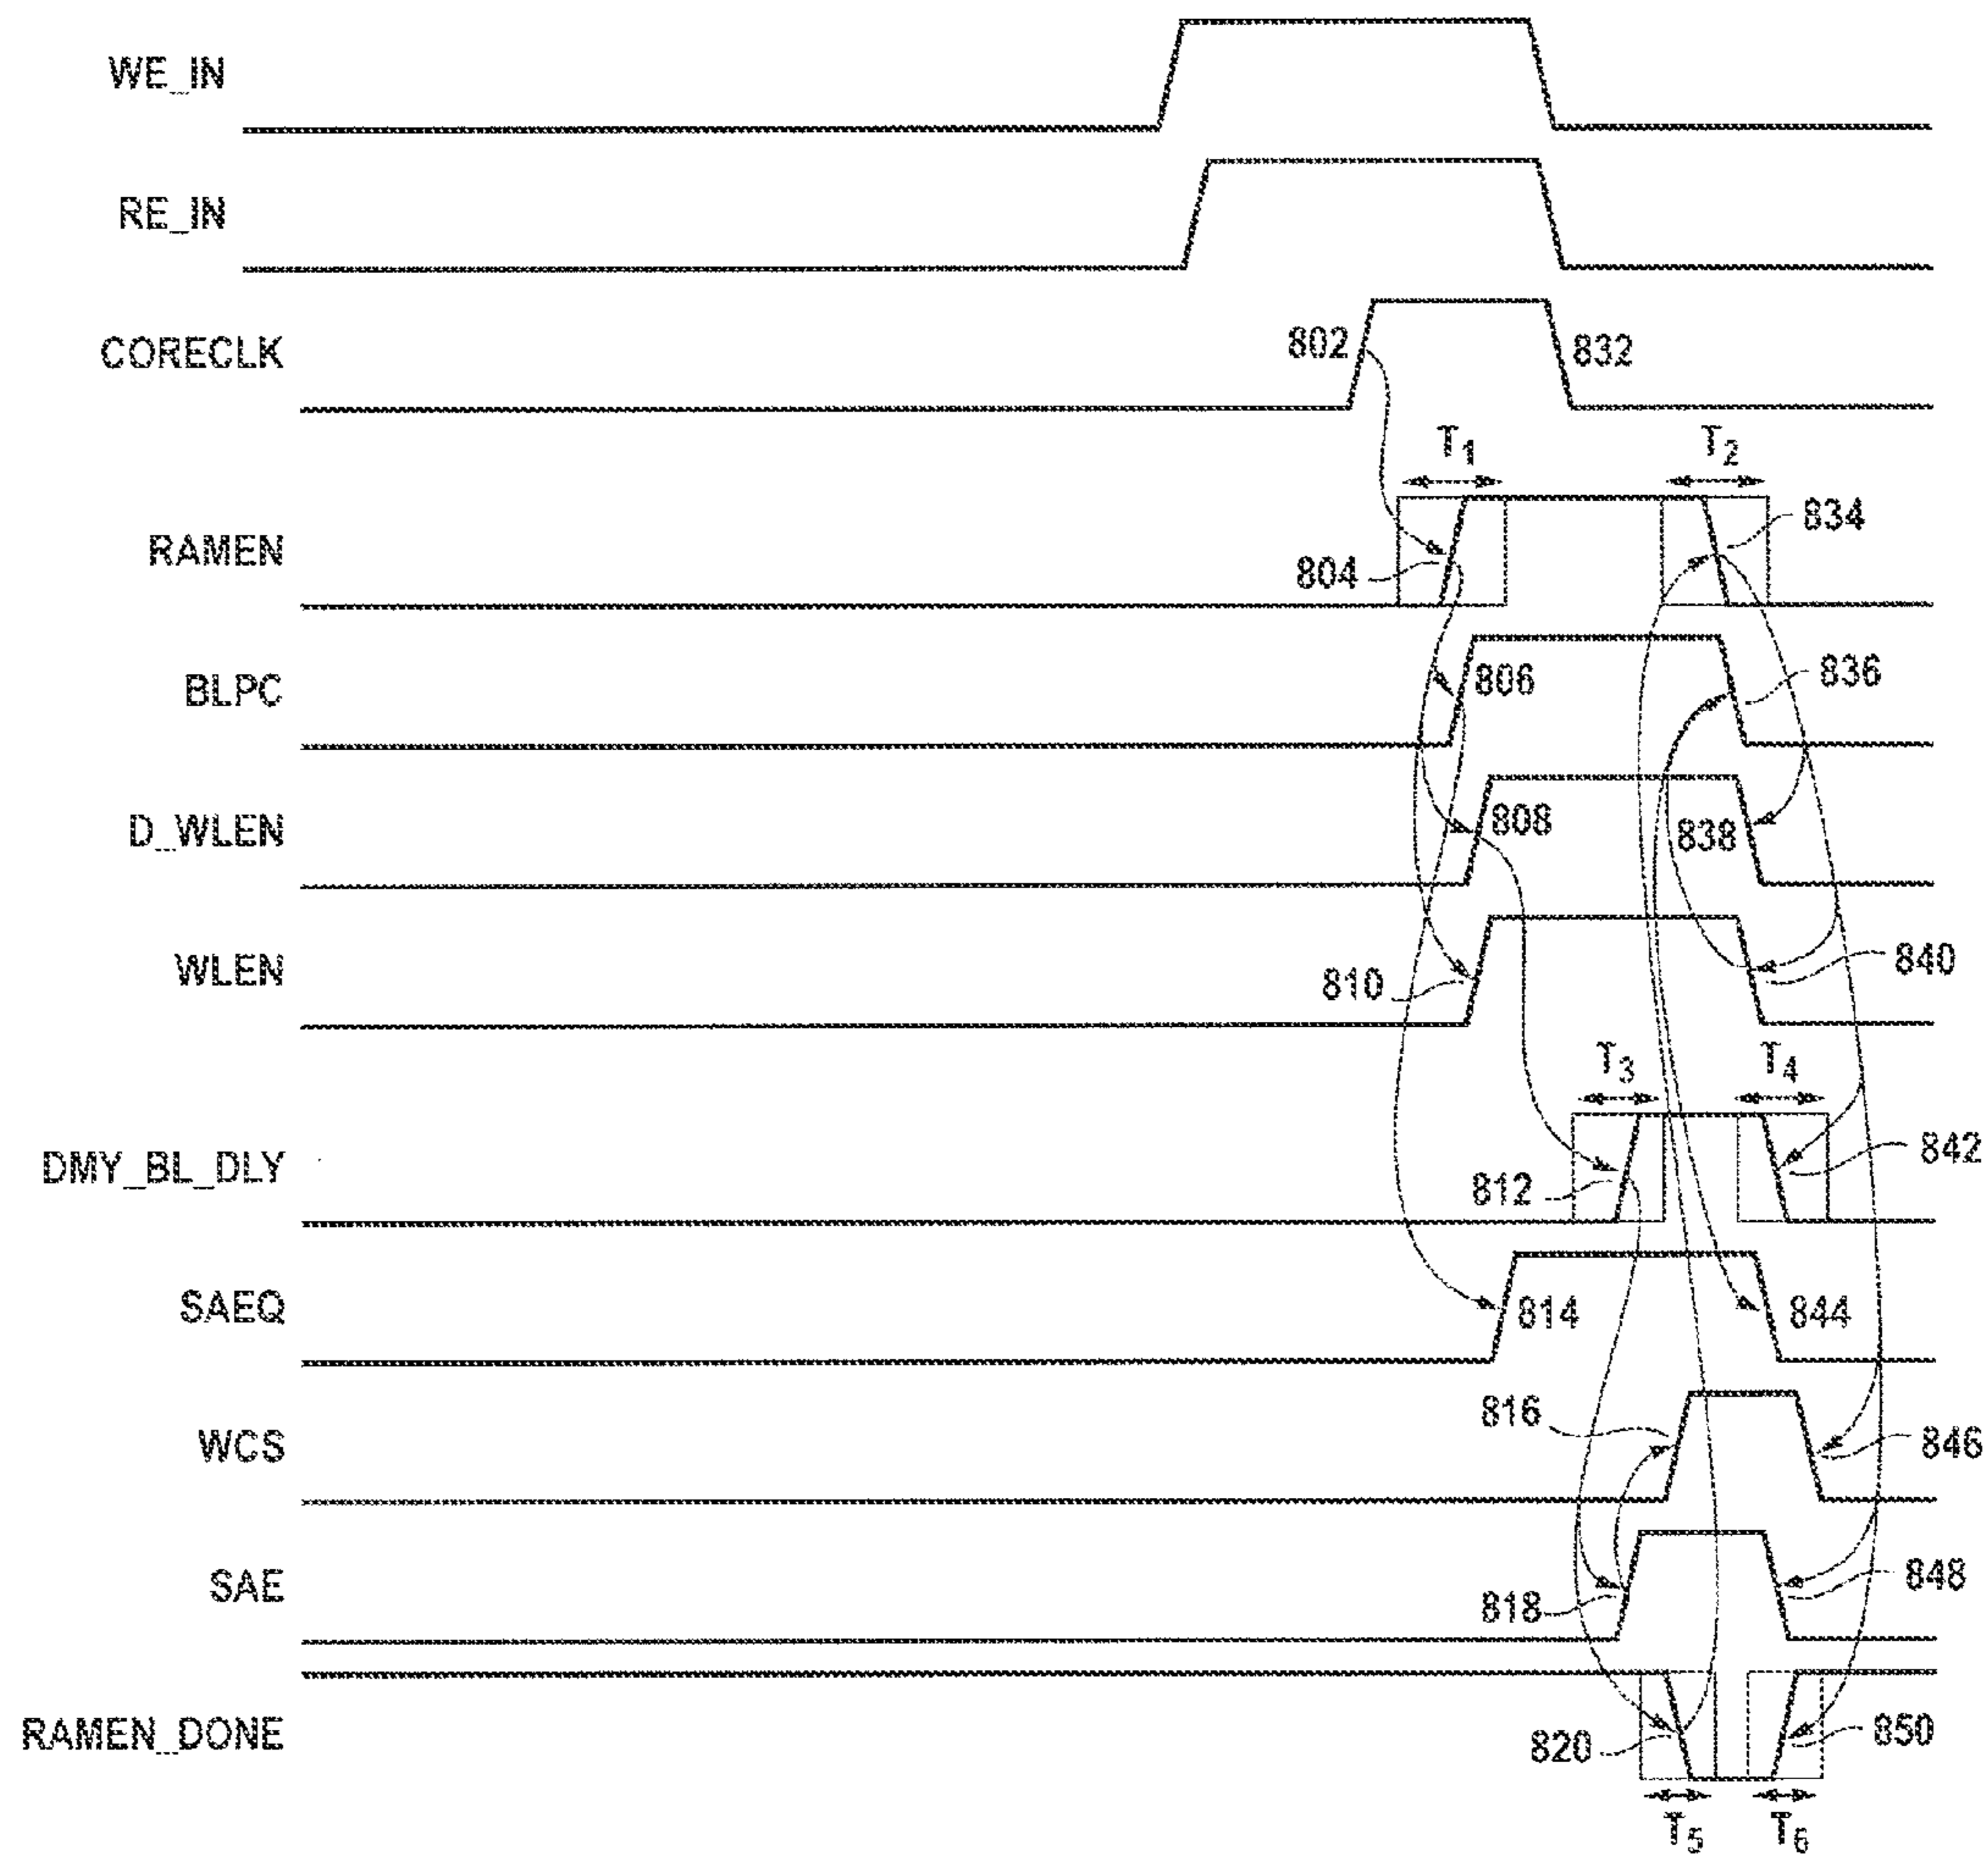 WE_IN
RE_IN
CORECLK 802 832
T1 T2
RAMEN 804 834
BLPC 806 836
D_WLEN 808 838
WLEN 810 840
T3 T4
DMY_BL_DLY 812 842
SAEQ 814 844
WCS 816 846
SAE 818 848
RAMEN_DONE 820 850
T5 T6